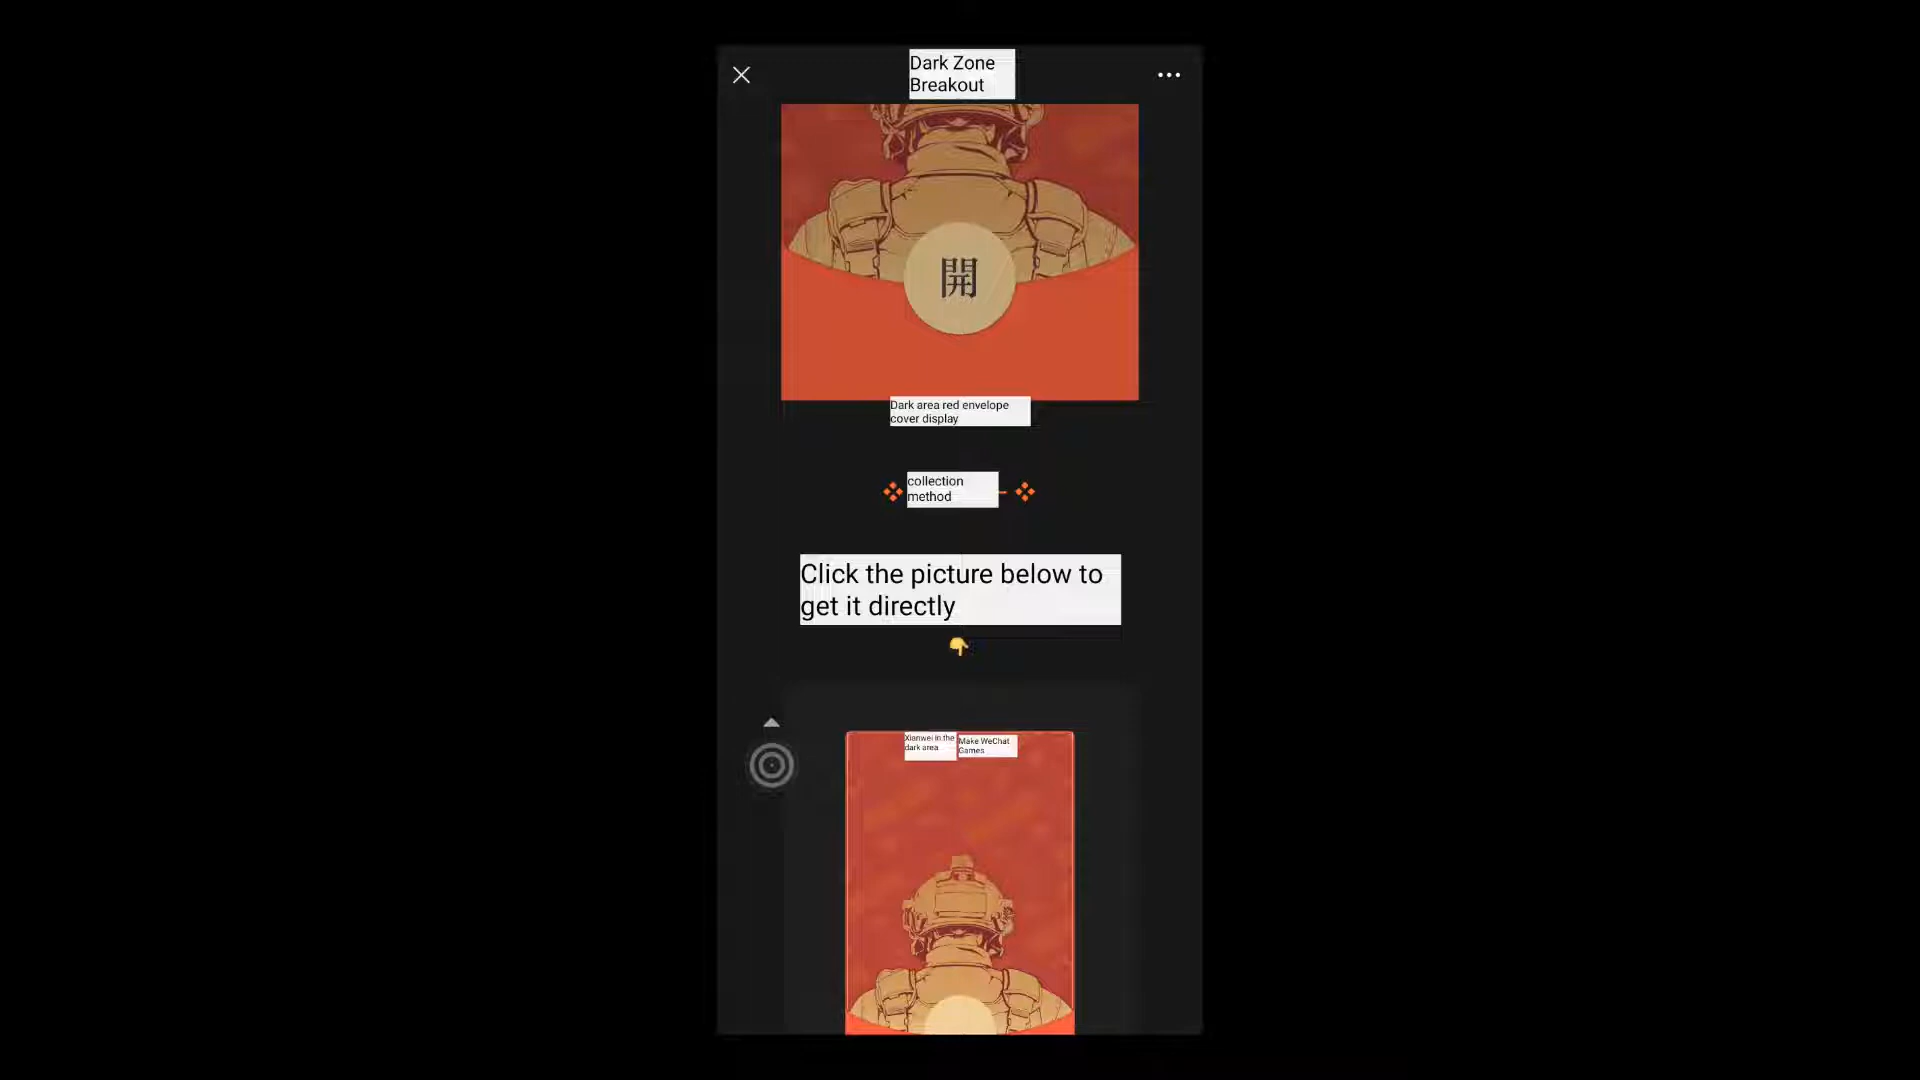 Dark Zone
Breakout
開
Dark area red envelope
cover display
collection
method
Click the picture below to
get it directly
Xianwei in the
dark area
Make WeChat
Games